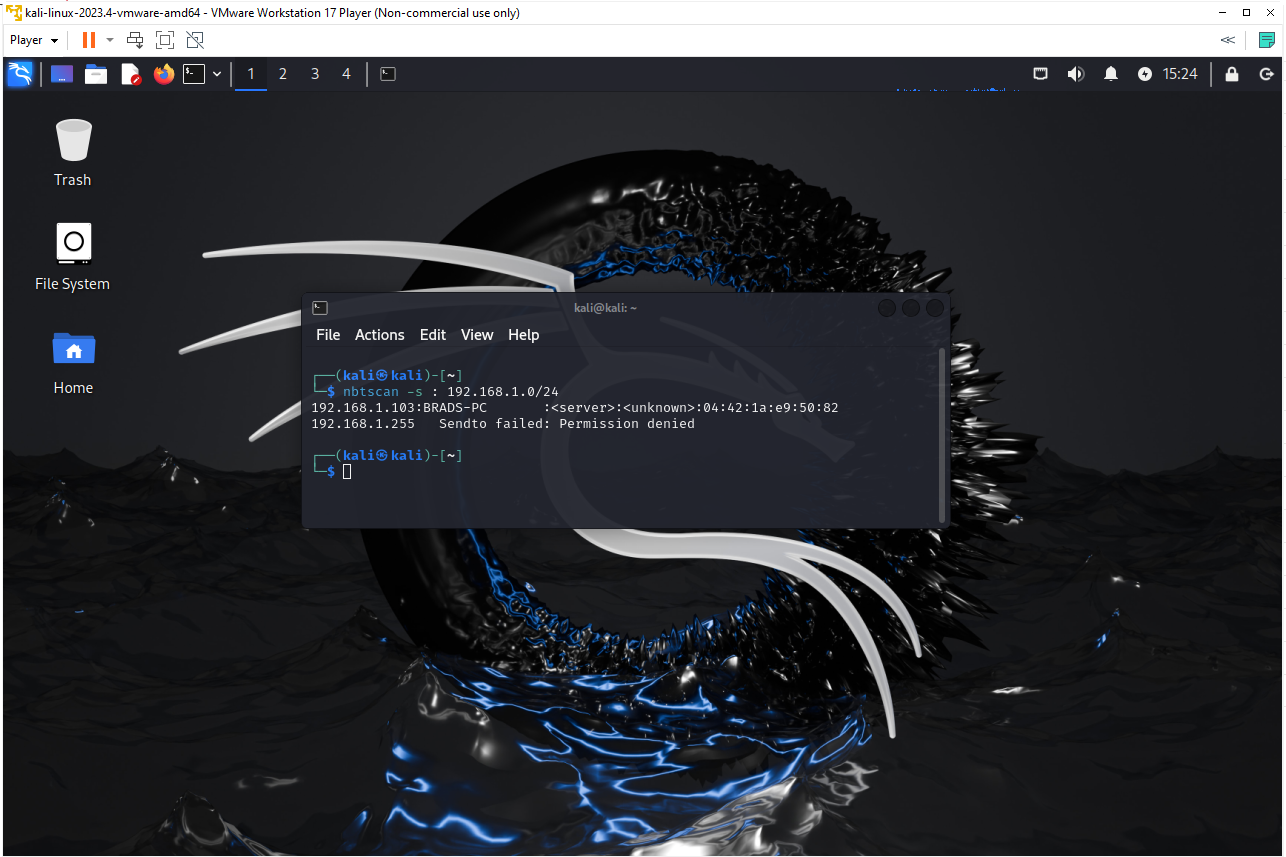 kali-linux-2023.4-vmware-amd64 - VMware Workstation 17 Player (Non-commercial use only)
Player
1 2 3 4 15:24
Trash
File System
Home
kali@kali: ~
File Actions Edit View Help
┌──(kali㉿kali)-[~]
└─$ nbtscan -s : 192.168.1.0/24
192.168.1.103:BRADS-PC       :<server>:<unknown>:04:42:1a:e9:50:82
192.168.1.255   Sendto failed: Permission denied
┌──(kali㉿kali)-[~]
└─$